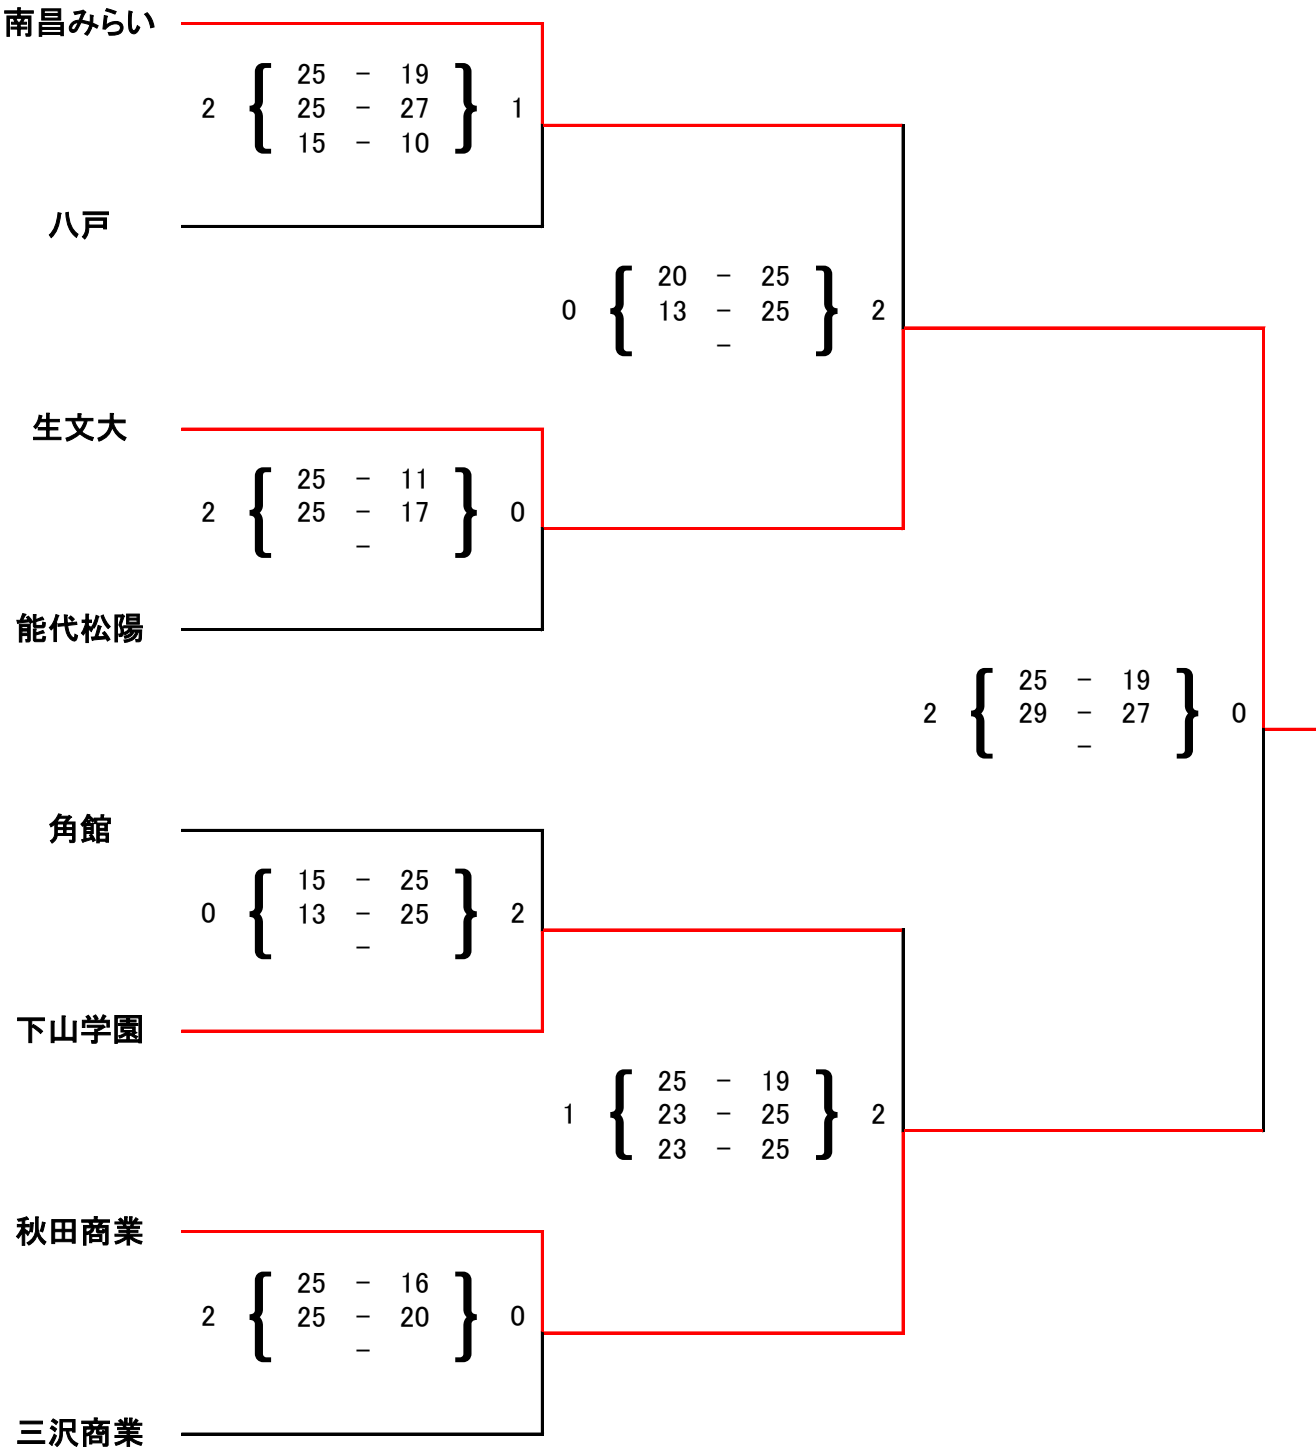 南昌みらい
25 － 19
2 { 25 － 27 } 1
15 － 10
八戸
20 － 25
0 { 13 － 25 } 2
－
生文大
25 － 11
2 { 25 － 17 } 0
－
能代松陽
25 － 19
2 { 29 － 27 } 0
－
角館
15 － 25
0 { 13 － 25 } 2
－
下山学園
25 － 19
1 { 23 － 25 } 2
23 － 25
秋田商業
25 － 16
2 { 25 － 20 } 0
－
三沢商業